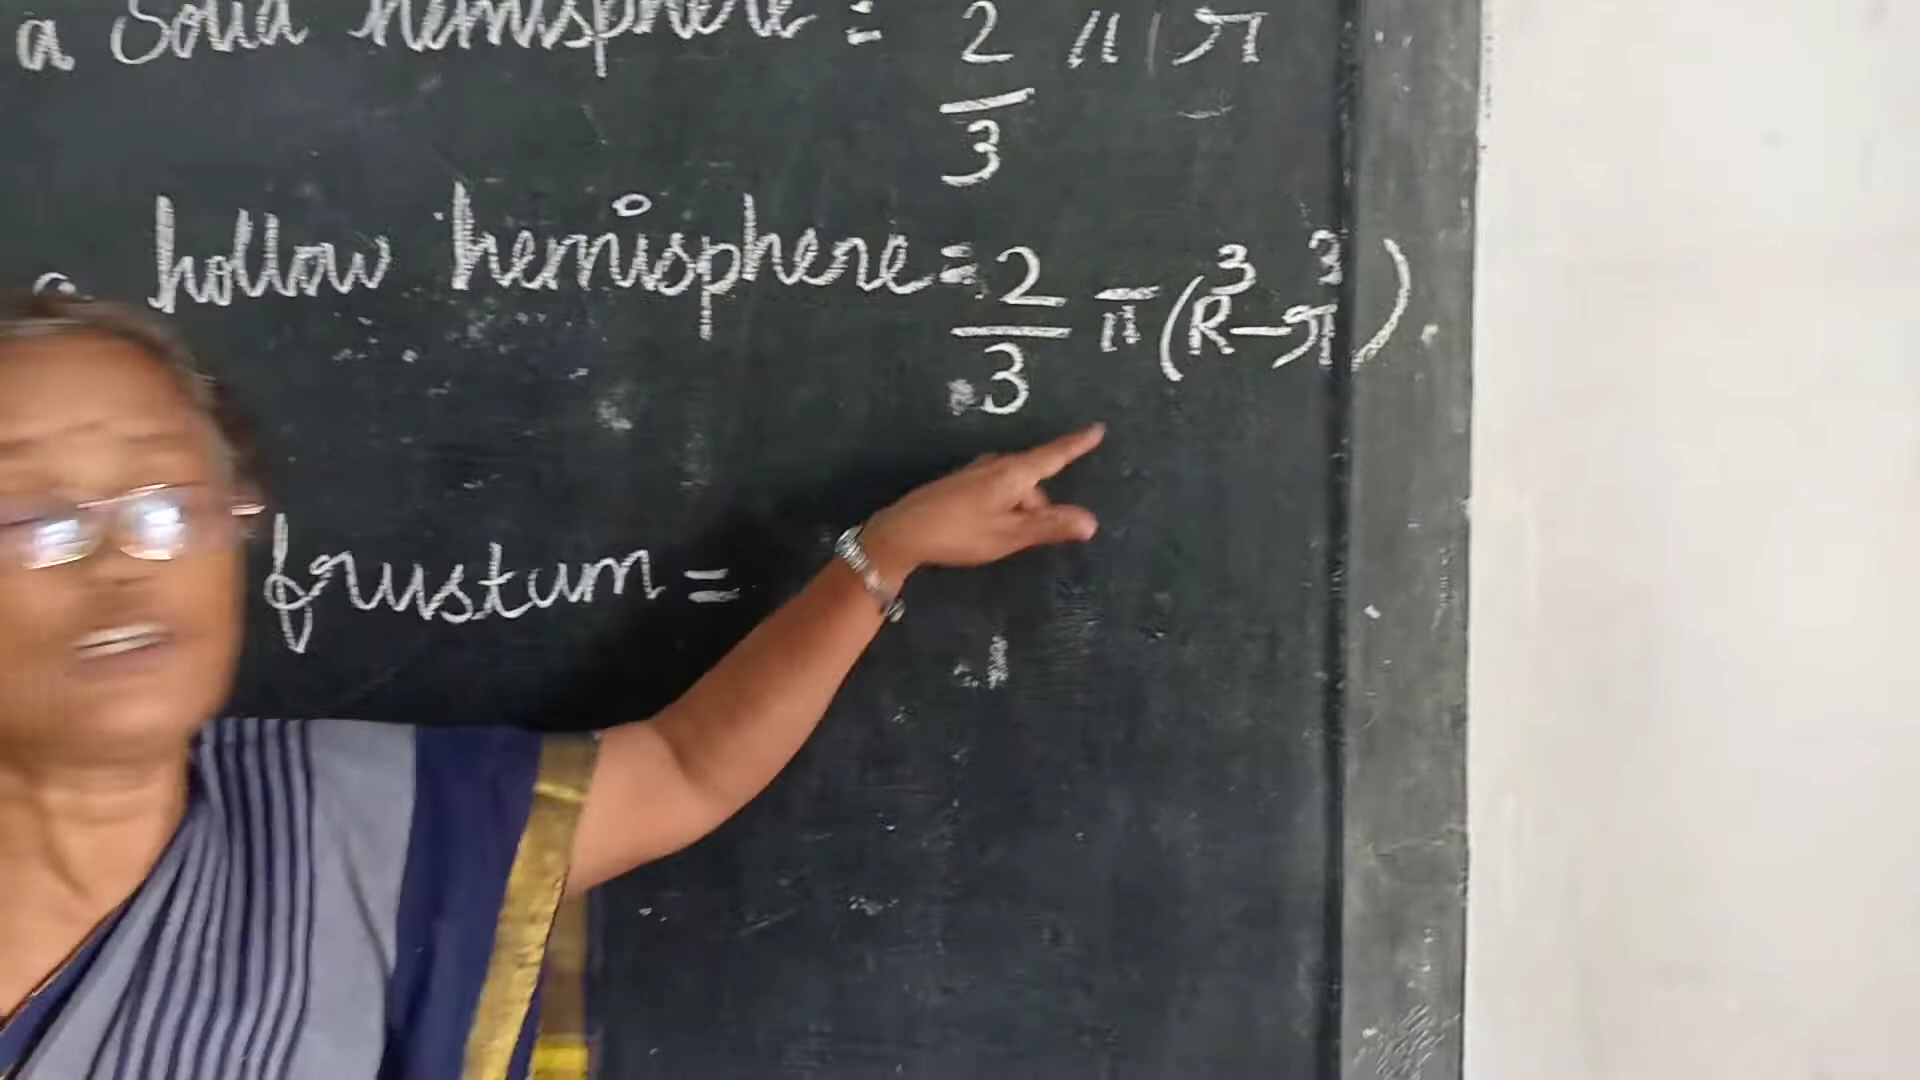 a Solid hemisphere = 2/3 π r
a hollow hemisphere = 2/3 π (R³ - r³).
frustum =